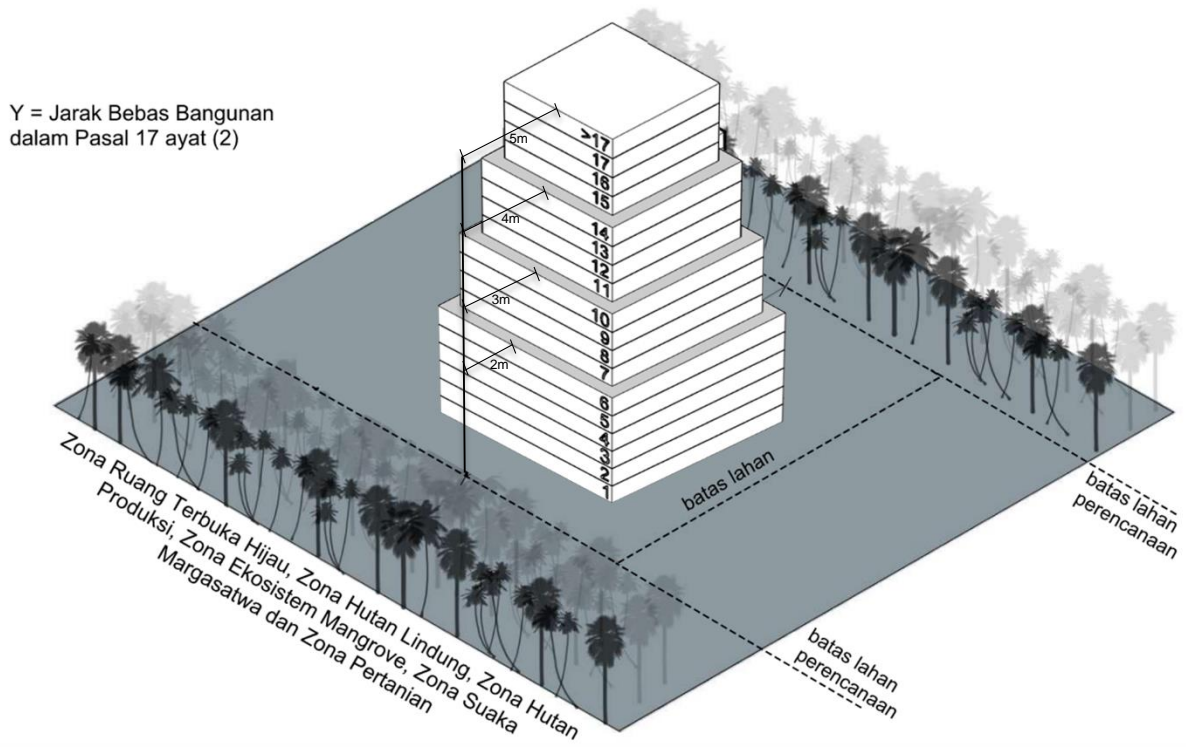 Y = Jarak Bebas Bangunan
dalam Pasal 17 ayat (2)
5m
4m
3m
2m
>17
17
16
15
14
13
12
11
10
9
8
7
6
5
4
3
2
1
batas lahan
batas lahan
perencanaan
batas lahan
perencanaan
Zona Ruang Terbuka Hijau, Zona Hutan Lindung, Zona Hutan
Produksi, Zona Ekosistem Mangrove, Zona Suaka
Margasatwa dan Zona Pertanian